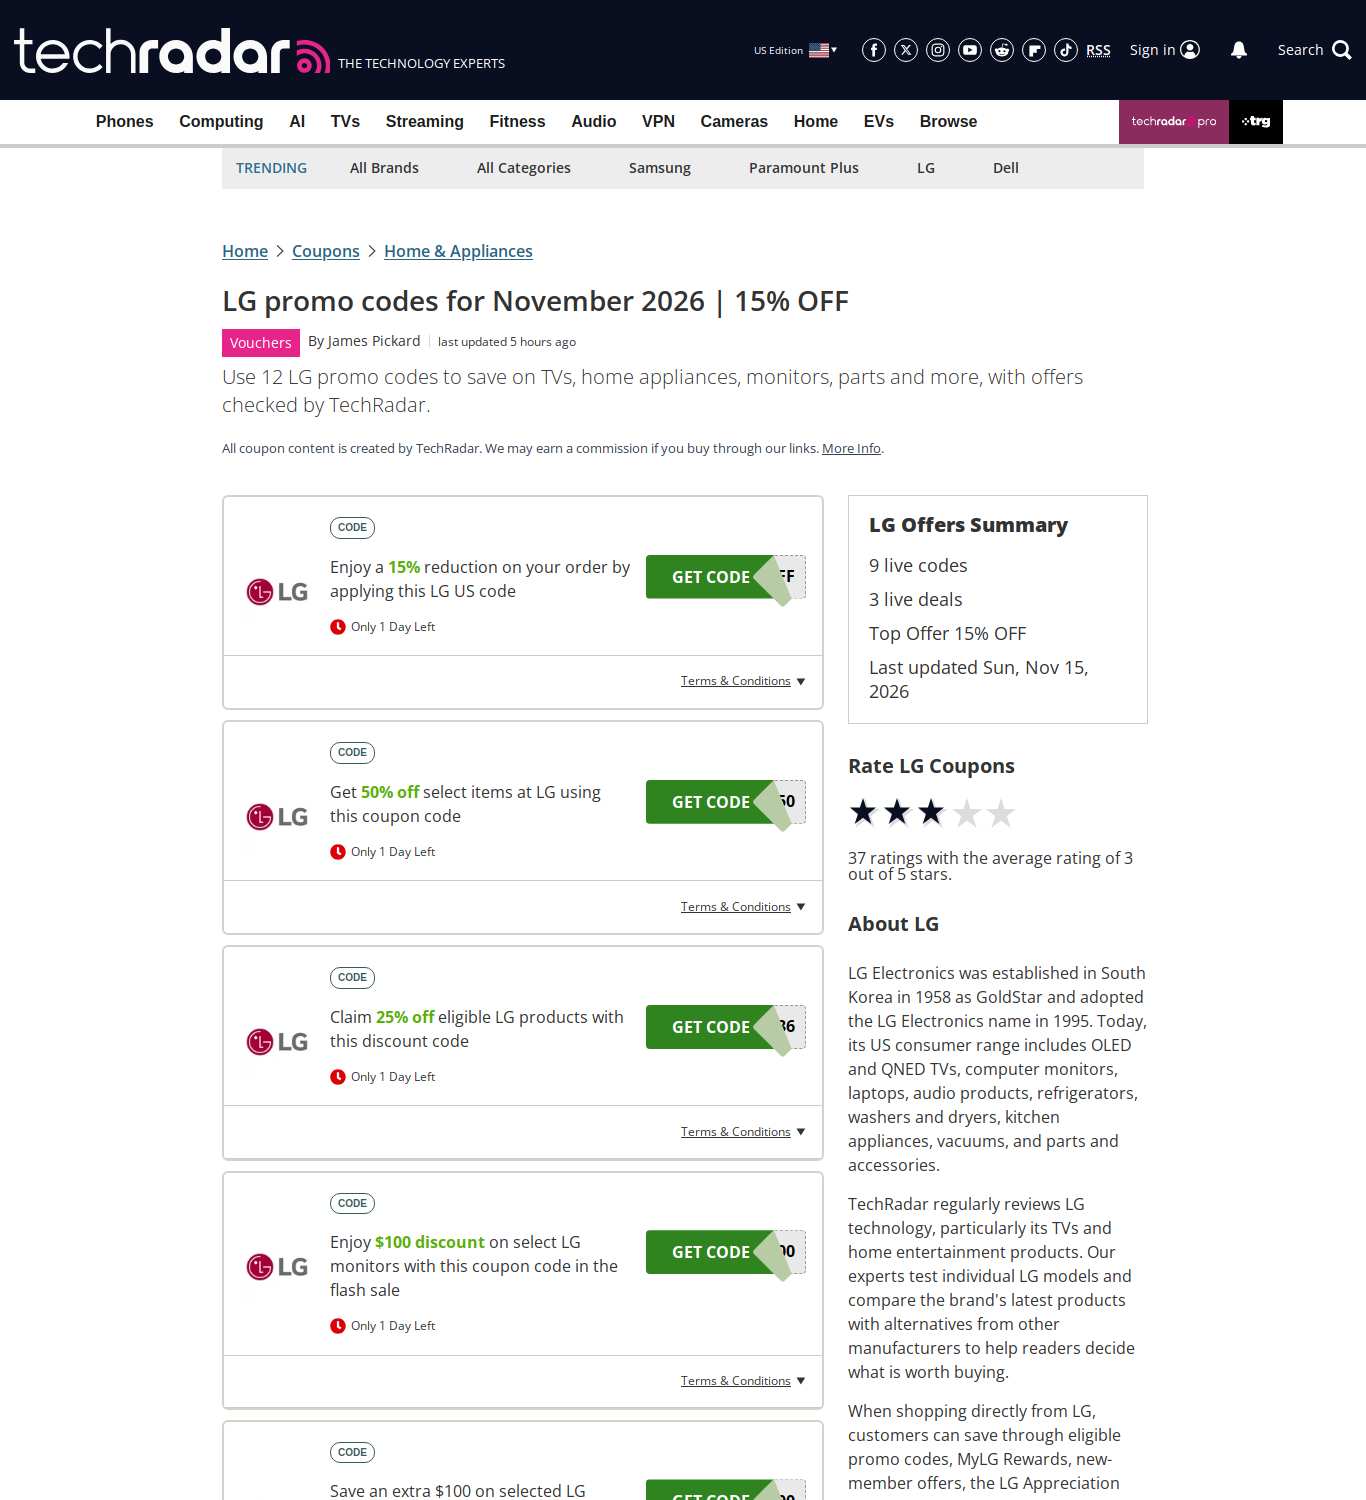 techradar THE TECHNOLOGY EXPERTS
US Edition RSS Sign in Search
Phones Computing AI TVs Streaming Fitness Audio VPN Cameras Home EVs Browse techradar pro trg
TRENDING All Brands All Categories Samsung Paramount Plus LG Dell
Home > Coupons > Home & Appliances
LG promo codes for November 2026 | 15% OFF
Vouchers By James Pickard last updated 5 hours ago
Use 12 LG promo codes to save on TVs, home appliances, monitors, parts and more, with offers
checked by TechRadar.
All coupon content is created by TechRadar. We may earn a commission if you buy through our links. More Info.
CODE
LG
Enjoy a 15% reduction on your order by
applying this LG US code
Only 1 Day Left
GET CODE
Terms & Conditions
CODE
LG
Get 50% off select items at LG using
this coupon code
Only 1 Day Left
GET CODE
Terms & Conditions
CODE
LG
Claim 25% off eligible LG products with
this discount code
Only 1 Day Left
GET CODE
Terms & Conditions
CODE
LG
Enjoy $100 discount on select LG
monitors with this coupon code in the
flash sale
Only 1 Day Left
GET CODE
Terms & Conditions
CODE
Save an extra $100 on selected LG
GET CODE
LG Offers Summary
9 live codes
3 live deals
Top Offer 15% OFF
Last updated Sun, Nov 15,
2026
Rate LG Coupons
37 ratings with the average rating of 3
out of 5 stars.
About LG
LG Electronics was established in South
Korea in 1958 as GoldStar and adopted
the LG Electronics name in 1995. Today,
its US consumer range includes OLED
and QNED TVs, computer monitors,
laptops, audio products, refrigerators,
washers and dryers, kitchen
appliances, vacuums, and parts and
accessories.
TechRadar regularly reviews LG
technology, particularly its TVs and
home entertainment products. Our
experts test individual LG models and
compare the brand's latest products
with alternatives from other
manufacturers to help readers decide
what is worth buying.
When shopping directly from LG,
customers can save through eligible
promo codes, MyLG Rewards, new-
member offers, the LG Appreciation